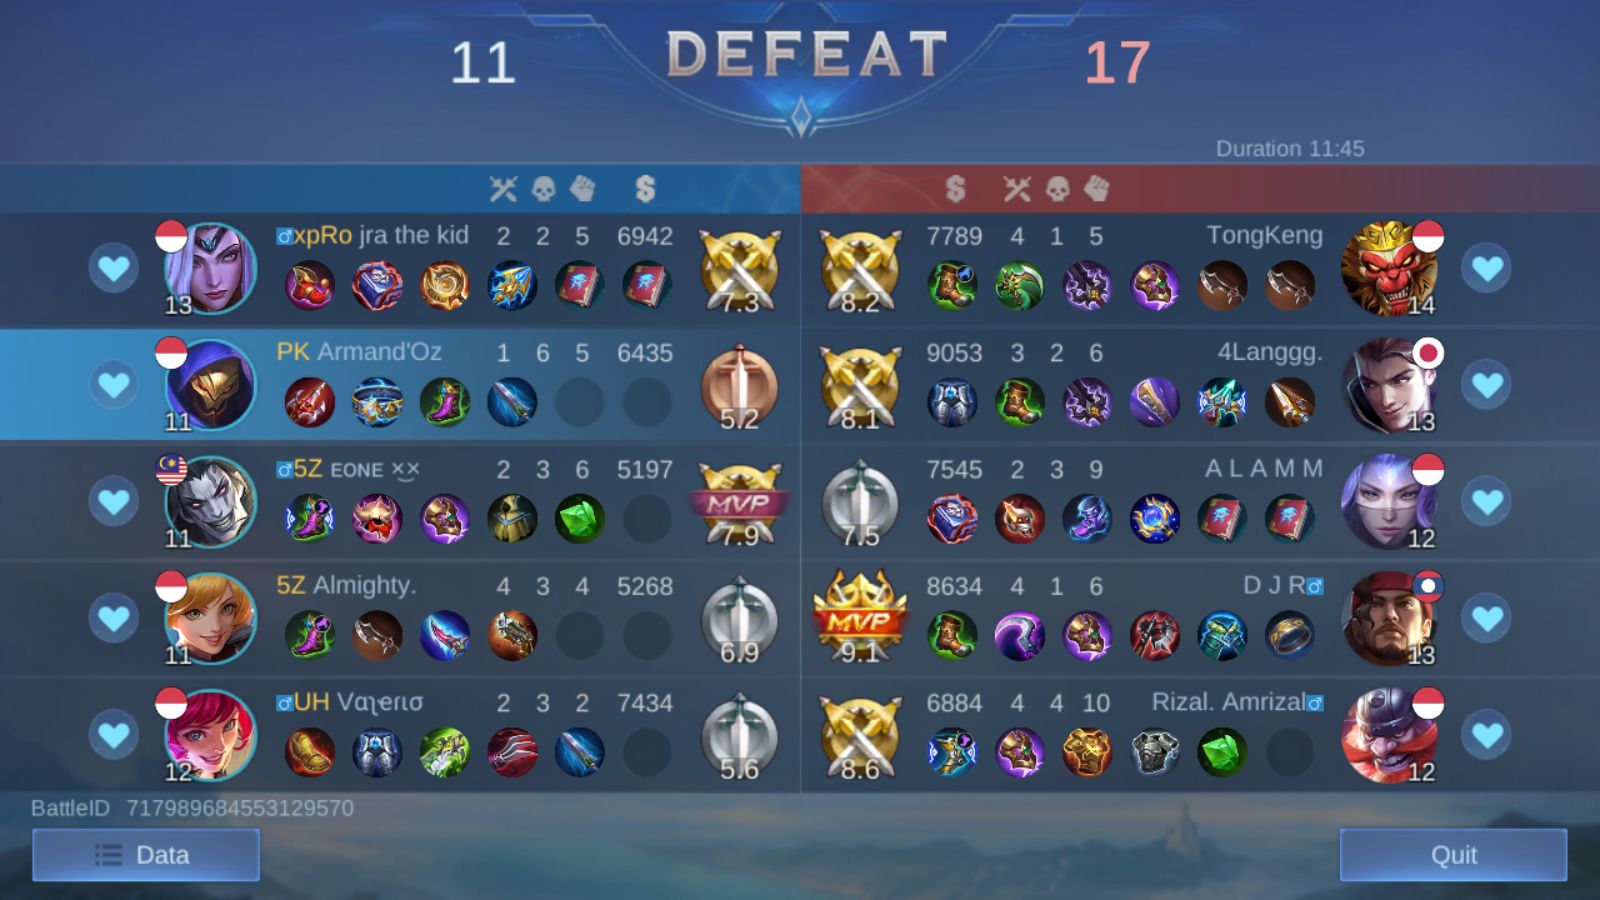 11 DEFEAT 17
Duration 11:45
xpRo jra the kid 2 2 5 6942
13
7.3
7789 4 1 5 TongKeng
8.2
14
PK Armand'Oz 1 6 5 6435
11
5.2
9053 3 2 6 4Langgg.
8.1
13
5Z ᴇᴏɴᴇ ×͜× 2 3 6 5197
11
MVP
7.9
7545 2 3 9 A L A M M
7.5
12
5Z Almighty. 4 3 4 5268
11
6.9
8634 4 1 6 D J R
MVP
9.1
13
UH Vαʅҽɾισ 2 3 2 7434
12
5.6
6884 4 4 10 Rizal. Amrizal
8.6
12
BattleID 717989684553129570
Data
Quit